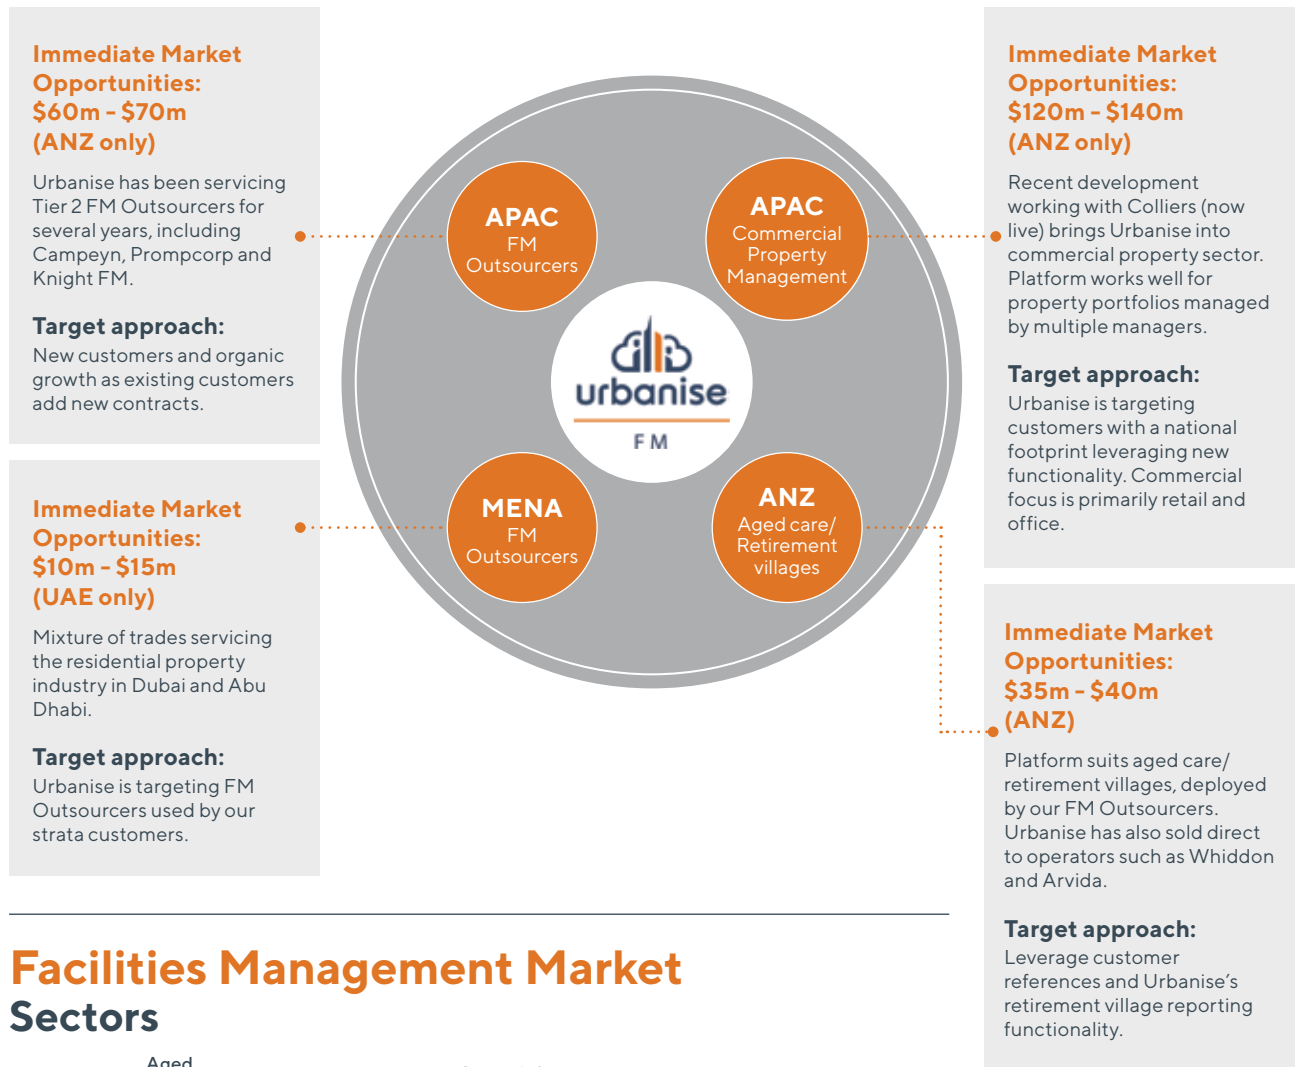 Immediate Market
Opportunities:
$60m - $70m
(ANZ only)
Urbanise has been servicing
Tier 2 FM Outsourcers for
several years, including
Campeyn, Prompcorp and
Knight FM.
Target approach:
New customers and organic
growth as existing customers
add new contracts.
Immediate Market
Opportunities:
$10m - $15m
(UAE only)
Mixture of trades servicing
the residential property
industry in Dubai and Abu
Dhabi.
Target approach:
Urbanise is targeting FM
Outsourcers used by our
strata customers.
APAC
FM
Outsourcers
APAC
Commercial
Property
Management
urbanise
FM
MENA
FM
Outsourcers
ANZ
Aged care/
Retirement
villages
Immediate Market
Opportunities:
$120m - $140m
(ANZ only)
Recent development
working with Colliers (now
live) brings Urbanise into
commercial property sector.
Platform works well for
property portfolios managed
by multiple managers.
Target approach:
Urbanise is targeting
customers with a national
footprint leveraging new
functionality. Commercial
focus is primarily retail and
office.
Immediate Market
Opportunities:
$35m - $40m
(ANZ)
Platform suits aged care/
retirement villages, deployed
by our FM Outsourcers.
Urbanise has also sold direct
to operators such as Whiddon
and Arvida.
Target approach:
Leverage customer
references and Urbanise's
retirement village reporting
functionality.
Facilities Management Market
Sectors
Aged